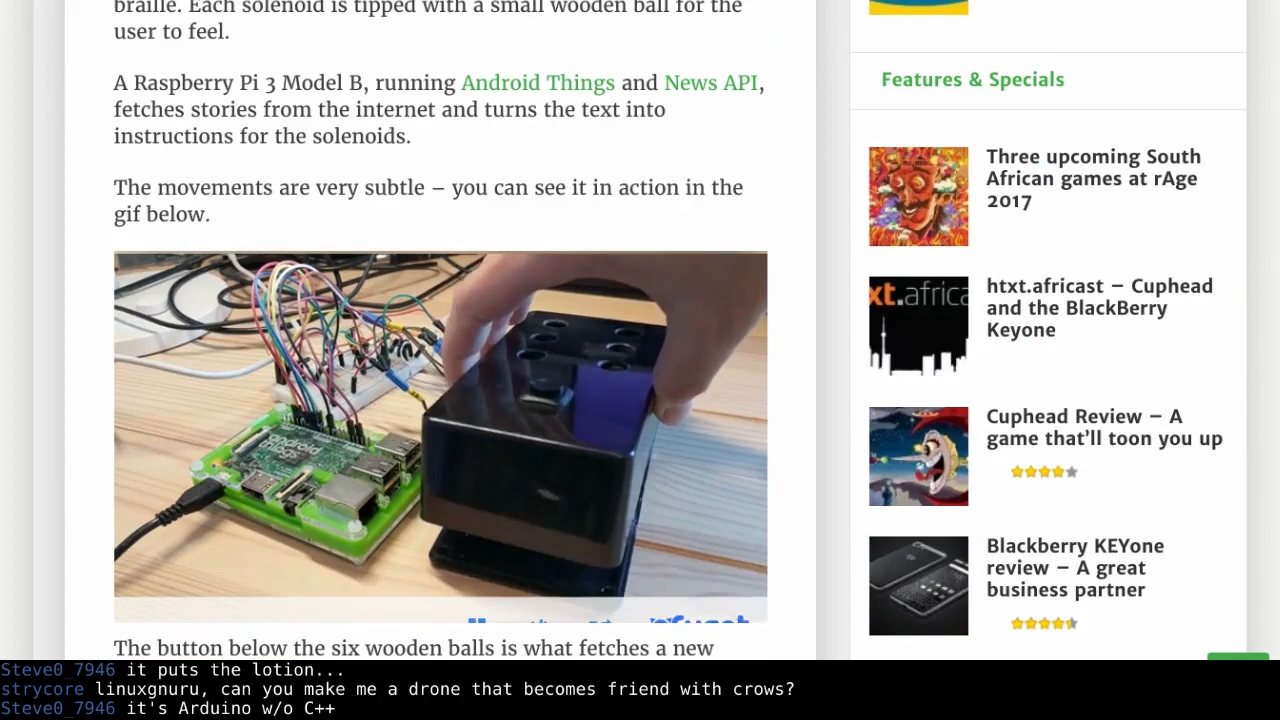 braille. Each solenoid is tipped with a small wooden ball for the
user to feel.
A Raspberry Pi 3 Model B, running Android Things and News API,
fetches stories from the internet and turns the text into
instructions for the solenoids.
The movements are very subtle – you can see it in action in the
gif below.
android
things
The button below the six wooden balls is what fetches a new
Features & Specials
Three upcoming South
African games at rAge
2017
xt.africa
htxt.africast – Cuphead
and the BlackBerry
Keyone
Cuphead Review – A
game that'll toon you up
Blackberry KEYone
review – A great
business partner
Steve0_7946 it puts the lotion...
strycore linuxgnuru, can you make me a drone that becomes friend with crows?
Steve0_7946 it's Arduino w/o C++